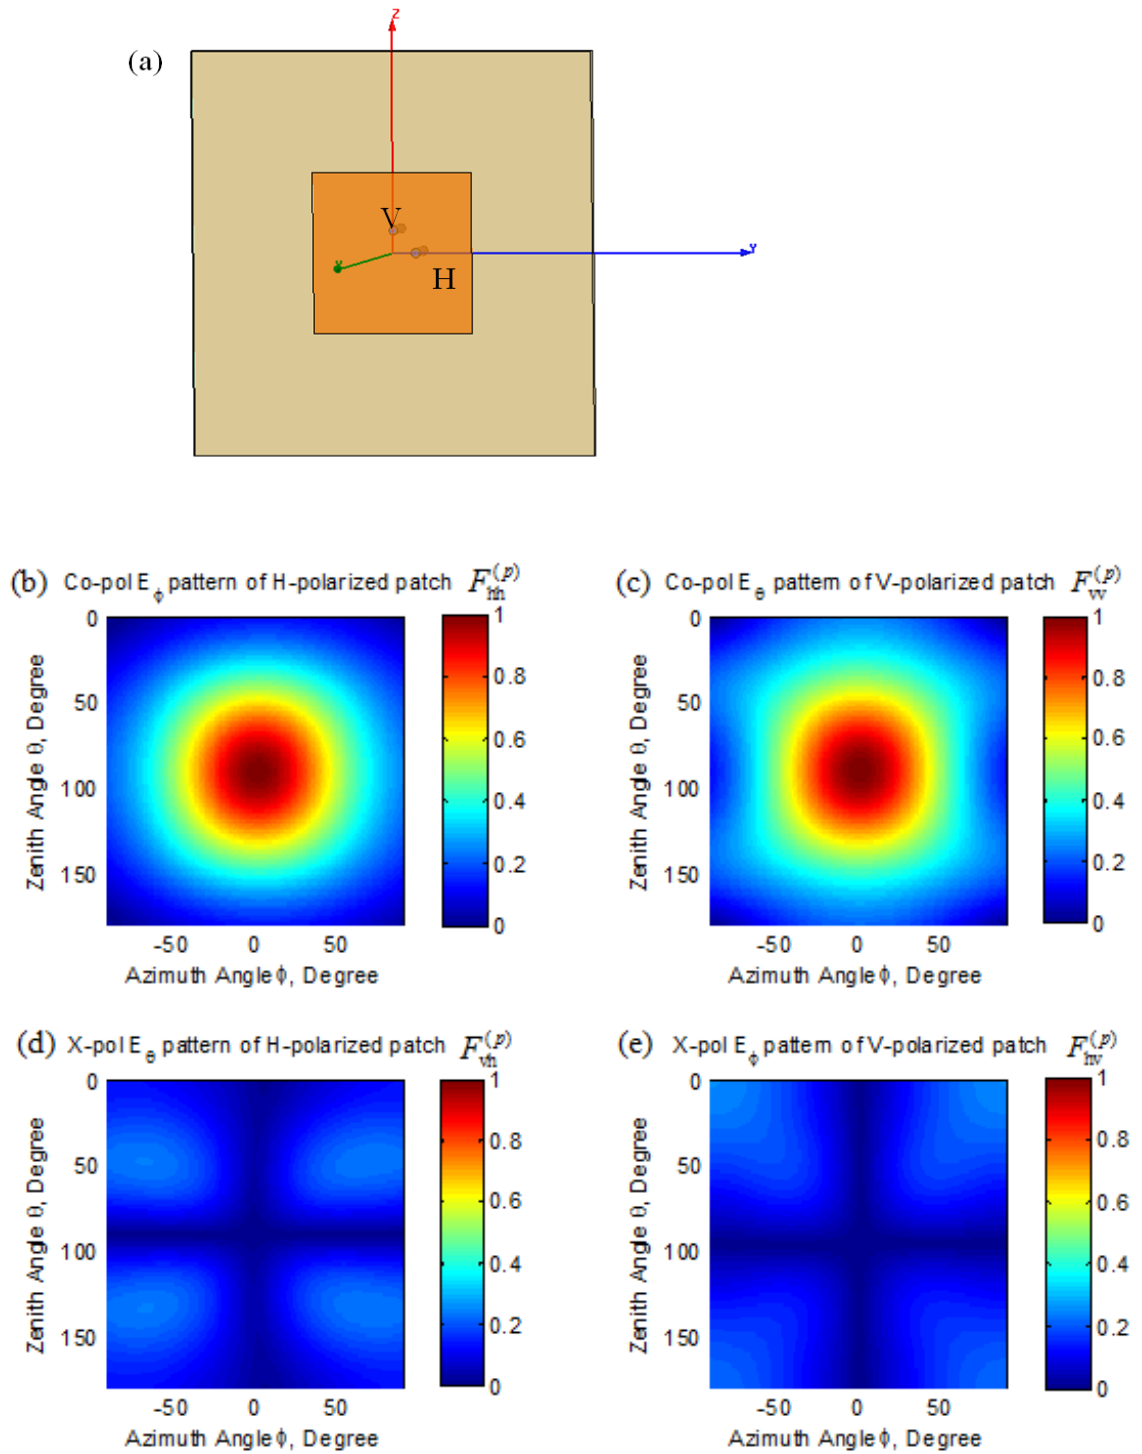 Z
(a)
V
Y
H
(b) Co-pol E_ϕ pattern of H-polarized patch F_hh^(p)
(c) Co-pol E_θ pattern of V-polarized patch F_vv^(p)
0
50
100
150
Zenith Angle θ, Degree
-50 0 50
Azimuth Angle ϕ, Degree
1
0.8
0.6
0.4
0.2
0
0
50
100
150
Zenith Angle θ, Degree
-50 0 50
Azimuth Angle ϕ, Degree
1
0.8
0.6
0.4
0.2
0
(d) X-pol E_θ pattern of H-polarized patch F_vh^(p)
(e) X-pol E_ϕ pattern of V-polarized patch F_hv^(p)
0
50
100
150
Zenith Angle θ, Degree
-50 0 50
Azimuth Angle ϕ, Degree
1
0.8
0.6
0.4
0.2
0
0
50
100
150
Zenith Angle θ, Degree
-50 0 50
Azimuth Angle ϕ, Degree
1
0.8
0.6
0.4
0.2
0